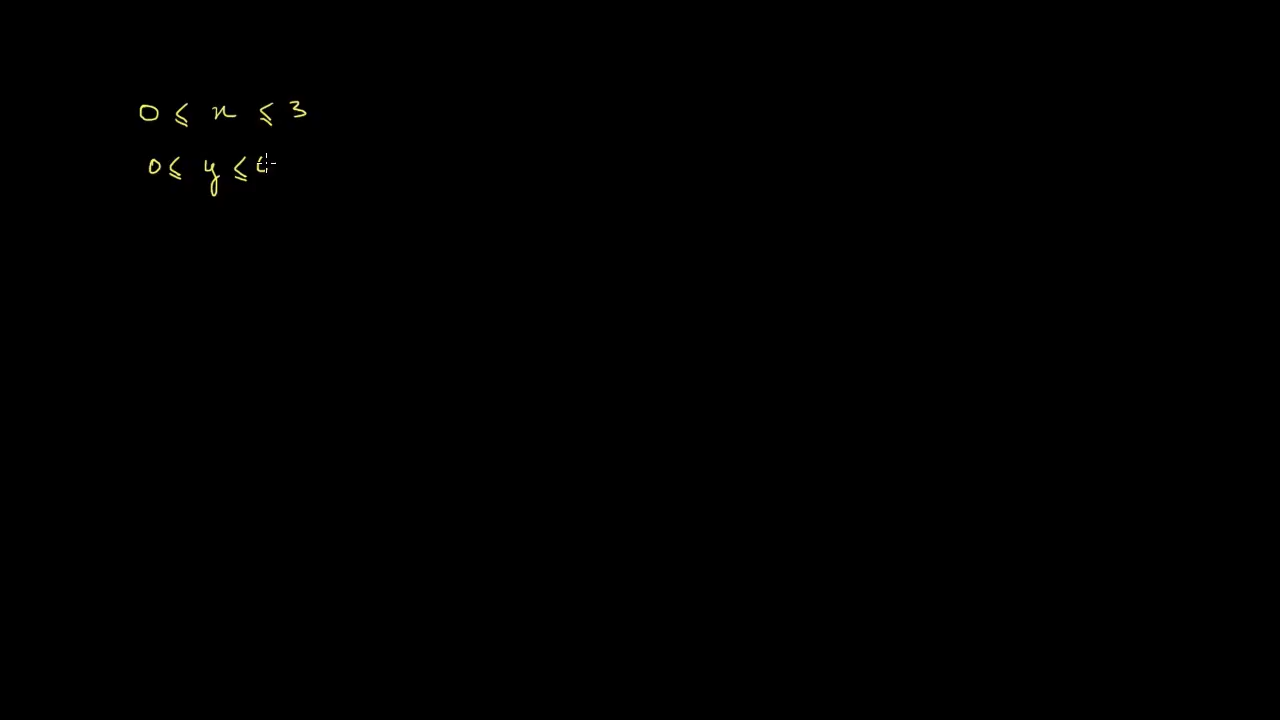 0 ≤ x ≤ 3
0 ≤ y ≤